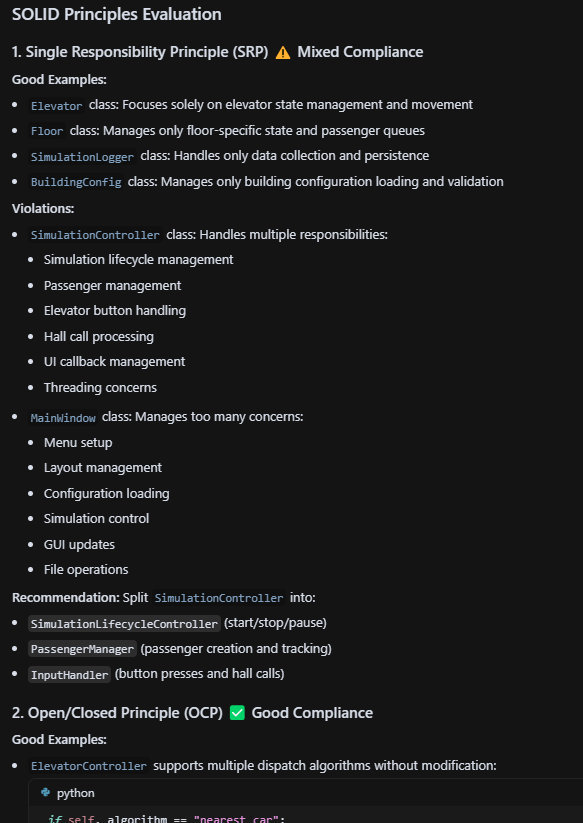 SOLID Principles Evaluation
1. Single Responsibility Principle (SRP) ⚠️ Mixed Compliance
Good Examples:
• Elevator class: Focuses solely on elevator state management and movement
• Floor class: Manages only floor-specific state and passenger queues
• SimulationLogger class: Handles only data collection and persistence
• BuildingConfig class: Manages only building configuration loading and validation
Violations:
• SimulationController class: Handles multiple responsibilities:
• Simulation lifecycle management
• Passenger management
• Elevator button handling
• Hall call processing
• UI callback management
• Threading concerns
• MainWindow class: Manages too many concerns:
• Menu setup
• Layout management
• Configuration loading
• Simulation control
• GUI updates
• File operations
Recommendation: Split SimulationController into:
• SimulationLifecycleController (start/stop/pause)
• PassengerManager (passenger creation and tracking)
• InputHandler (button presses and hall calls)
2. Open/Closed Principle (OCP) ✅ Good Compliance
Good Examples:
• ElevatorController supports multiple dispatch algorithms without modification:
python
if self. algorithm == "nearest_car":